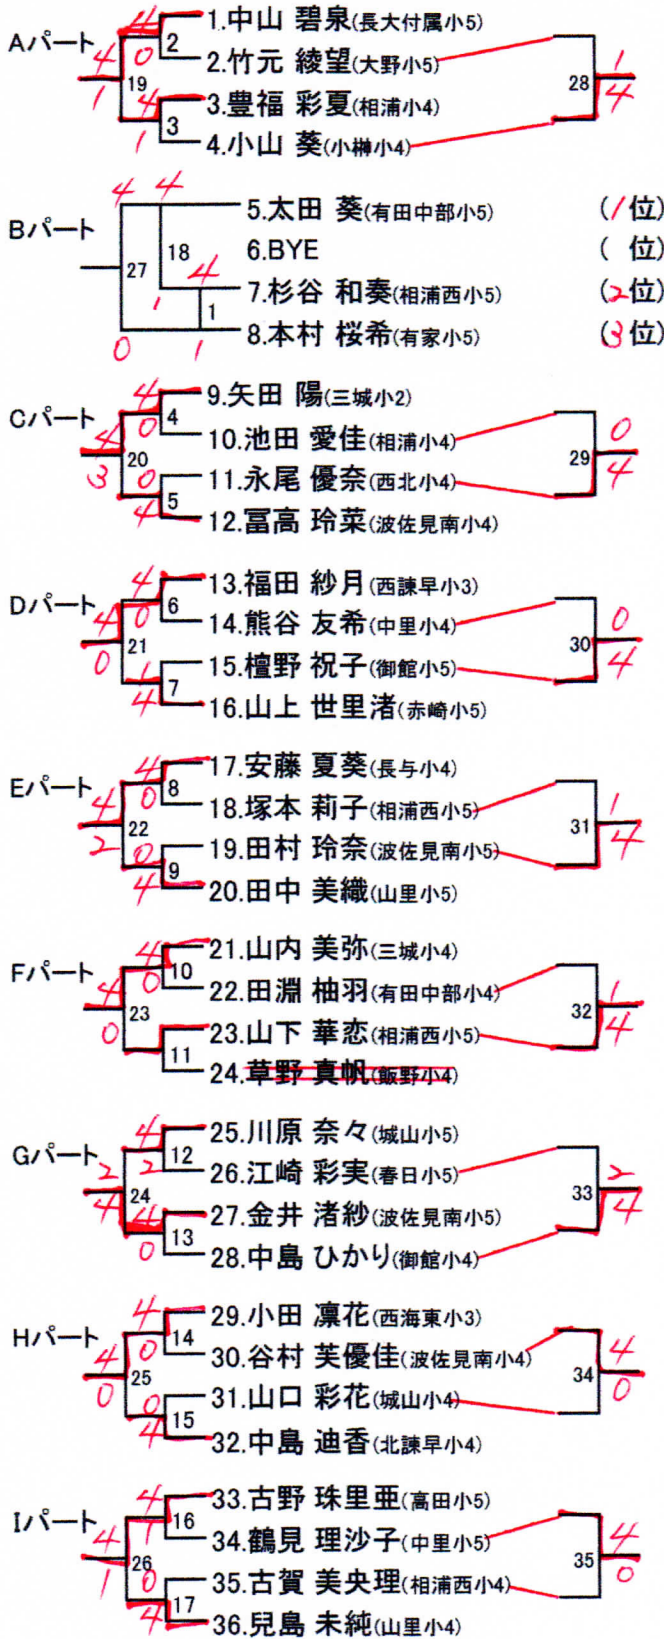 4 1.中山 碧泉(長大付属小5)
Aパート 4 0 2 1
19 2.竹元 綾望(大野小5) 28
1 4 3.豊福 彩夏(相浦小4) 4
1 3 4.小山 葵(小榊小4)
4 4 5.太田 葵(有田中部小5) (1位)
Bパート 18 6.BYE ( 位)
27 4 7.杉谷 和奏(相浦西小5) (2位)
1 1
0 1 8.本村 桜希(有家小5) (3位)
4 9.矢田 陽(三城小2)
Cパート 4 0 4 10.池田 愛佳(相浦小4) 0
20 29
3 0 11.永尾 優奈(西北小4) 4
4 5 12.冨高 玲菜(波佐見南小4)
4 13.福田 紗月(西諫早小3)
Dパート 4 0 6 14.熊谷 友希(中里小4) 0
21 30
0 1 15.檀野 祝子(御館小5) 4
4 7 16.山上 世里渚(赤崎小5)
4 17.安藤 夏葵(長与小4)
Eパート 4 0 8 18.塚本 莉子(相浦西小5) 1
22 31
2 0 19.田村 玲奈(波佐見南小5) 4
4 9 20.田中 美織(山里小5)
4 21.山内 美弥(三城小4)
Fパート 4 0 10 22.田淵 柚羽(有田中部小4) 1
23 32
0 23.山下 華恋(相浦西小5) 4
11 24.草野 真帆(飯野小4)
4 25.川原 奈々(城山小5)
Gパート 2 2 12 26.江崎 彩実(春日小5) 2
24 33
4 4 27.金井 渚紗(波佐見南小5) 4
0 13 28.中島 ひかり(御館小4)
4 29.小田 凛花(西海東小3)
Hパート 4 0 14 30.谷村 芙優佳(波佐見南小4) 4
25 34
0 0 31.山口 彩花(城山小4) 0
4 15 32.中島 迪香(北諫早小4)
4 33.古野 珠里亜(高田小5)
Iパート 4 1 16 34.鶴見 理沙子(中里小5) 4
26 35
1 0 35.古賀 美央理(相浦西小4) 0
4 17 36.兒島 未純(山里小4)